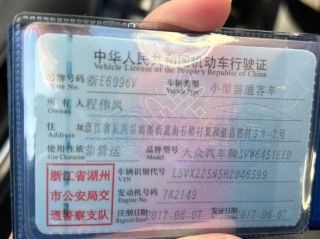 中华人民共和国机动车行驶证
Vehicle License of the People's Republic of China
号牌号码 浙E6996V 车辆类型 小型普通客车
Plate No. Vehicle Type
所有人 程伟风
Owner
住址
Address
使用性质 非营运 品牌型号 大众汽车牌SVW6451EED
Use Character Model
浙江省湖州 车辆识别代号 LSVXZ25N5H2046599
VIN
市公安局交 发动机号码 7K2149
Engine No.
通警察支队 注册日期 2017-06-07 发证日期 2017-06-07
Register Date Issue Date